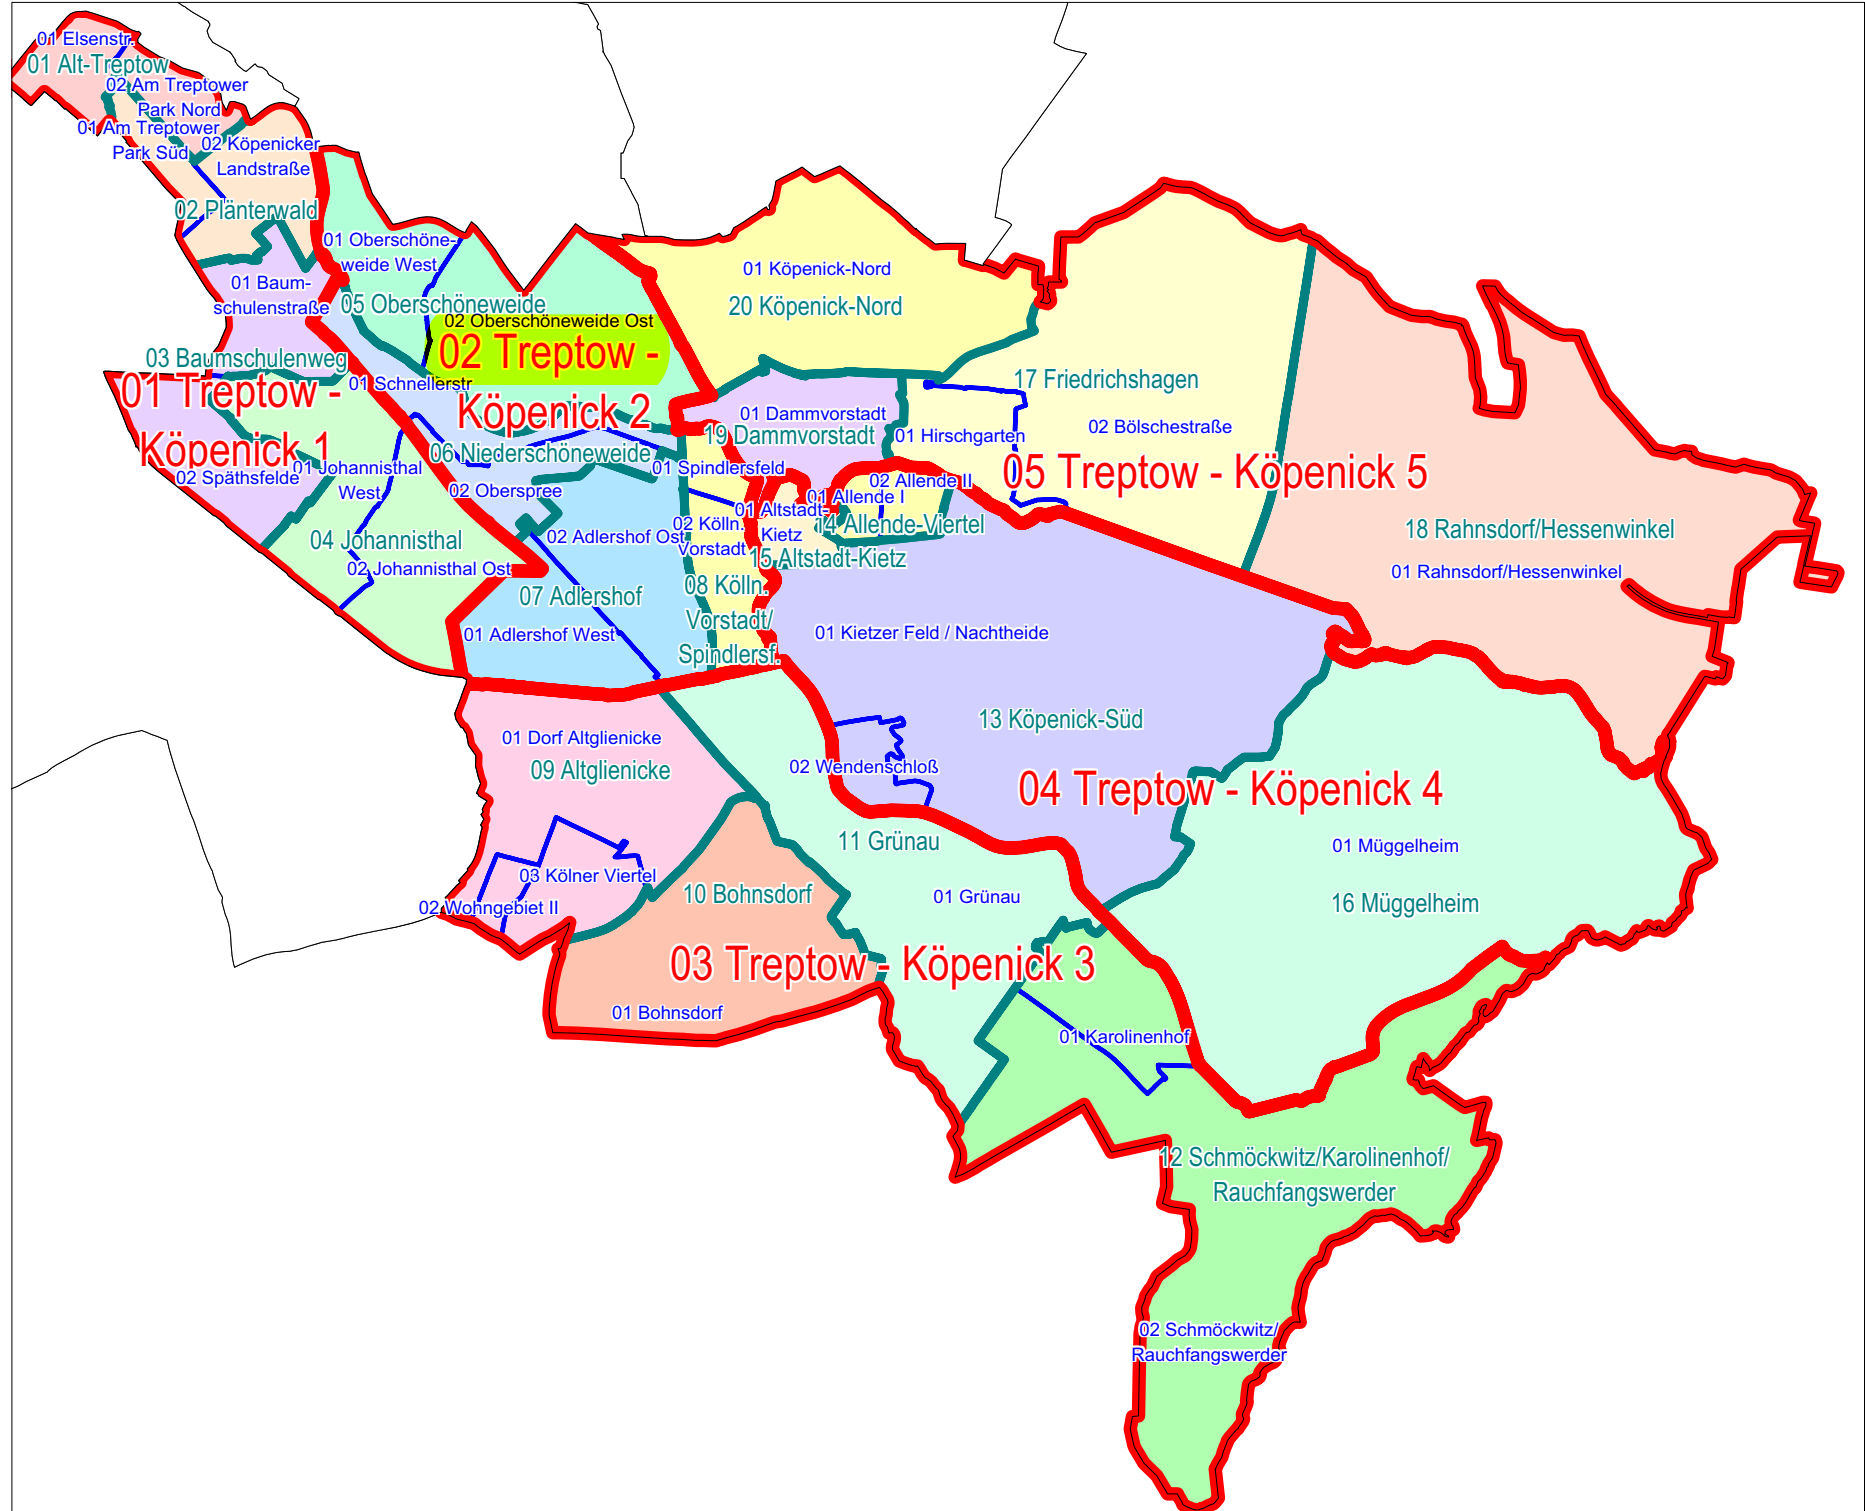 01 Elsenstr.
01 Alt-Treptow
02 Am Treptower
Park Nord
01 Am Treptower
Park Süd
02 Köpenicker
Landstraße
02 Plänterwald
01 Baum-
schulenstraße
03 Baumschulenweg
01 Treptow -
Köpenick 1
02 Späthsfelde
01 Johannisthal
West
04 Johannisthal
02 Johannisthal Ost
01 Oberschöne-
weide West
05 Oberschöneweide
02 Oberschöneweide Ost
02 Treptow -
Köpenick 2
01 Schnellerstr
06 Niederschöneweide
02 Oberspree
02 Adlershof Ost
07 Adlershof
01 Adlershof West
01 Spindlersfeld
02 Kölln.
Vorstadt
08 Kölln.
Vorstadt/
Spindlersf.
01 Köpenick-Nord
20 Köpenick-Nord
01 Dammvorstadt
19 Dammvorstadt
01 Hirschgarten
17 Friedrichshagen
02 Bölschestraße
05 Treptow - Köpenick 5
18 Rahnsdorf/Hessenwinkel
01 Rahnsdorf/Hessenwinkel
02 Allende II
01 Allende I
14 Allende-Viertel
01 Altstadt-
Kietz
15 Altstadt-Kietz
01 Kietzer Feld / Nachtheide
13 Köpenick-Süd
02 Wendenschloß
04 Treptow - Köpenick 4
01 Müggelheim
16 Müggelheim
01 Dorf Altglienicke
09 Altglienicke
03 Kölner Viertel
02 Wohngebiet II
10 Bohnsdorf
01 Bohnsdorf
11 Grünau
01 Grünau
03 Treptow - Köpenick 3
01 Karolinenhof
12 Schmöckwitz/Karolinenhof/
Rauchfangswerder
02 Schmöckwitz/
Rauchfangswerder